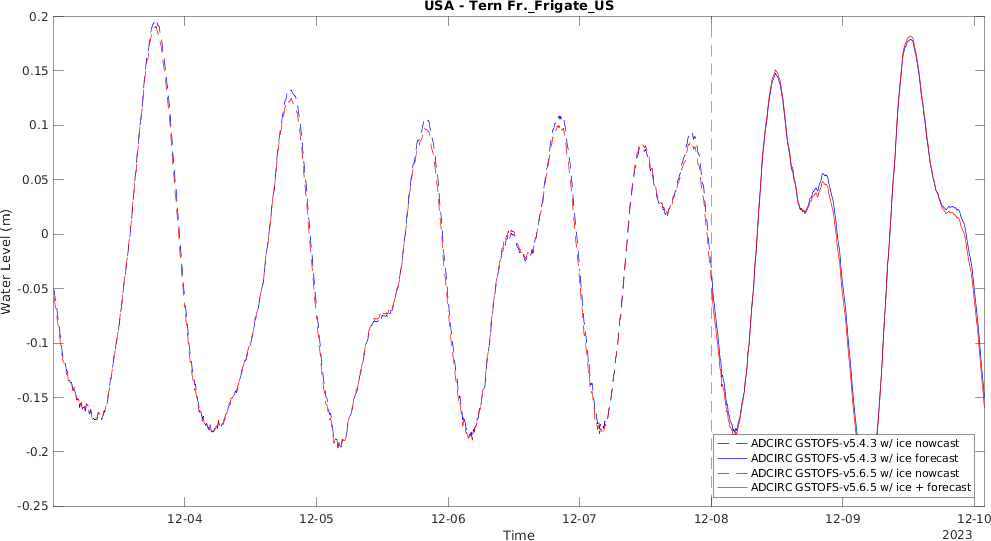 USA - Tern Fr._Frigate_US
Water Level (m)
0.2
0.15
0.1
0.05
0
-0.05
-0.1
-0.15
-0.2
-0.25
12-04
12-05
12-06
12-07
12-08
12-09
12-10
2023
Time
ADCIRC GSTOFS-v5.4.3 w/ ice nowcast
ADCIRC GSTOFS-v5.4.3 w/ ice forecast
ADCIRC GSTOFS-v5.6.5 w/ ice nowcast
ADCIRC GSTOFS-v5.6.5 w/ ice + forecast